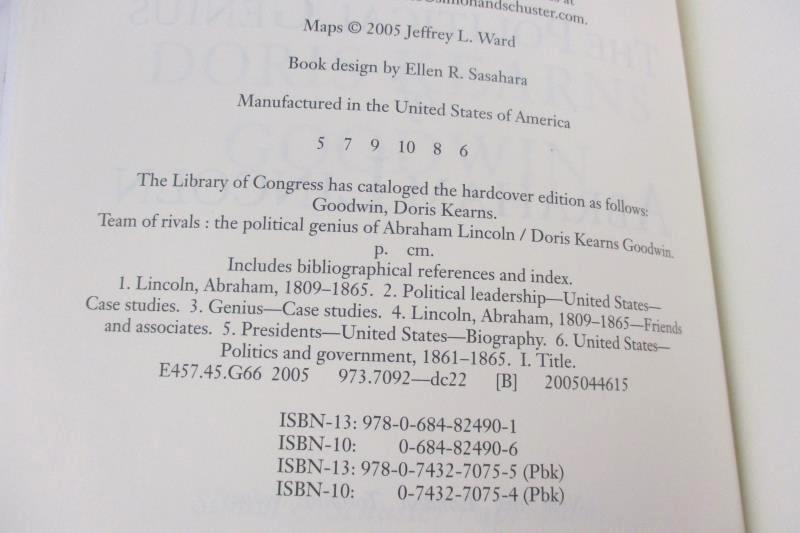 Maps © 2005 Jeffrey L. Ward
Book design by Ellen R. Sasahara
Manufactured in the United States of America
5 7 9 10 8 6
The Library of Congress has cataloged the hardcover edition as follows:
Goodwin, Doris Kearns.
Team of rivals : the political genius of Abraham Lincoln / Doris Kearns Goodwin.
p. cm.
Includes bibliographical references and index.
1. Lincoln, Abraham, 1809–1865. 2. Political leadership—United States—
Case studies. 3. Genius—Case studies. 4. Lincoln, Abraham, 1809–1865—Friends
and associates. 5. Presidents—United States—Biography. 6. United States—
Politics and government, 1861–1865. I. Title.
E457.45.G66 2005 973.7092—dc22 [B] 2005044615
ISBN-13: 978-0-684-82490-1
ISBN-10: 0-684-82490-6
ISBN-13: 978-0-7432-7075-5 (Pbk)
ISBN-10: 0-7432-7075-4 (Pbk)